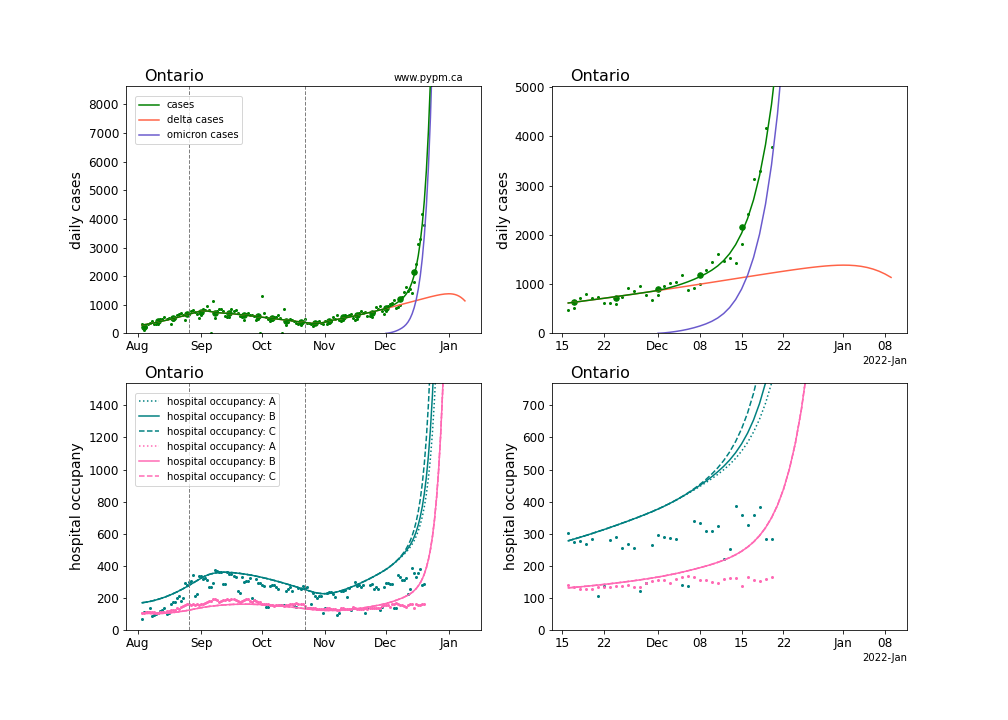 Ontario
www.pypm.ca
daily cases
8000
7000
6000
5000
4000
3000
2000
1000
0
cases
delta cases
omicron cases
Aug Sep Oct Nov Dec Jan
Ontario
daily cases
5000
4000
3000
2000
1000
0
15 22 Dec 08 15 22 Jan 08
2022-Jan
Ontario
hospital occupany
1400
1200
1000
800
600
400
200
0
hospital occupancy: A
hospital occupancy: B
hospital occupancy: C
hospital occupancy: A
hospital occupancy: B
hospital occupancy: C
Aug Sep Oct Nov Dec Jan
Ontario
hospital occupany
700
600
500
400
300
200
100
0
15 22 Dec 08 15 22 Jan 08
2022-Jan